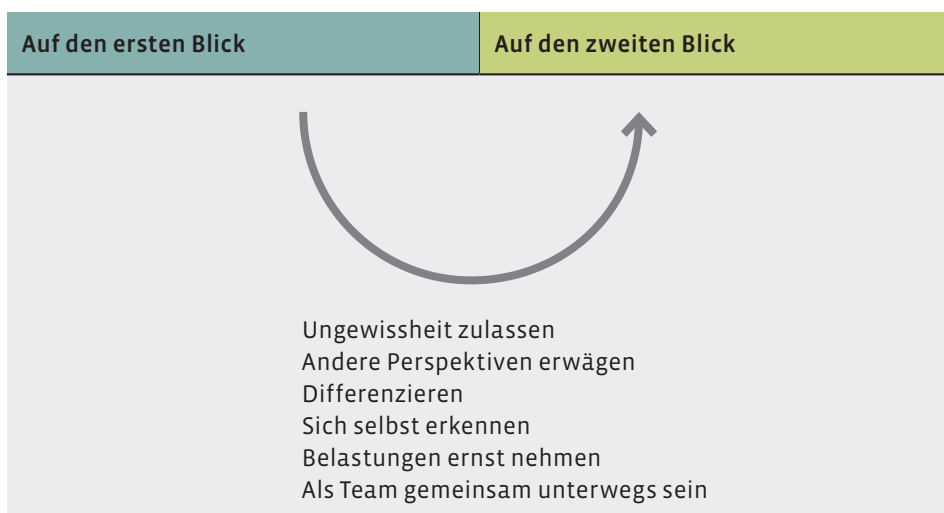 Auf den ersten Blick
Auf den zweiten Blick
Ungewissheit zulassen
Andere Perspektiven erwägen
Differenzieren
Sich selbst erkennen
Belastungen ernst nehmen
Als Team gemeinsam unterwegs sein